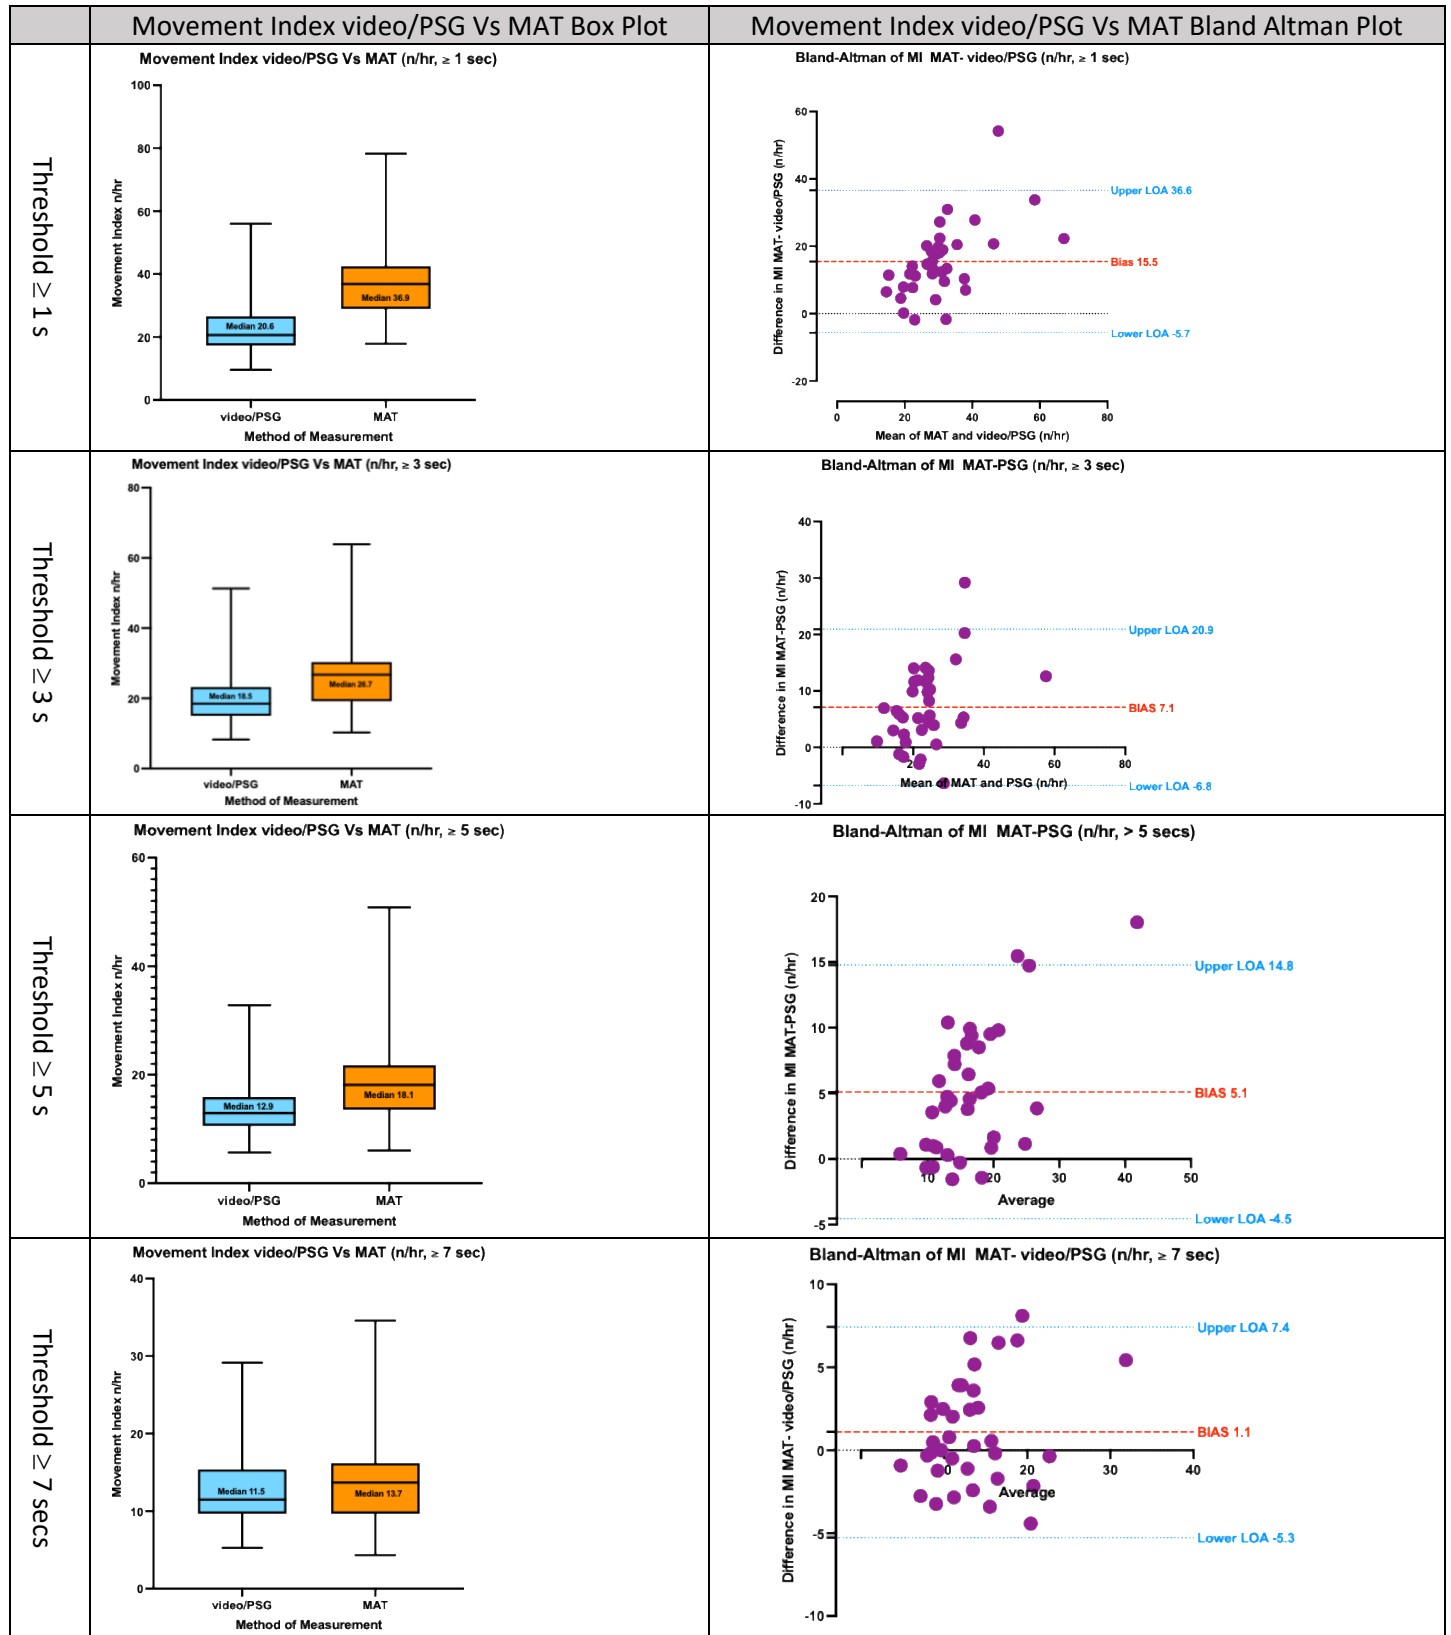 Movement Index video/PSG Vs MAT Box Plot
Movement Index video/PSG Vs MAT Bland Altman Plot
Threshold ≥ 1 s
Movement Index video/PSG Vs MAT (n/hr, ≥ 1 sec)
Movement Index n/hr
100
80
60
40
20
0
Median 20.6
Median 36.9
video/PSG
MAT
Method of Measurement
Bland-Altman of MI MAT- video/PSG (n/hr, ≥ 1 sec)
Difference in MI MAT- video/PSG (n/hr)
60
40
20
0
-20
Upper LOA 36.6
Bias 15.5
Lower LOA -5.7
0
20
40
60
80
Mean of MAT and video/PSG (n/hr)
Threshold ≥ 3 s
Movement Index video/PSG Vs MAT (n/hr, ≥ 3 sec)
Movement Index n/hr
80
60
40
20
0
Median 18.5
Median 26.7
video/PSG
MAT
Method of Measurement
Bland-Altman of MI MAT-PSG (n/hr, ≥ 3 sec)
Difference in MI MAT-PSG (n/hr)
40
30
20
10
0
-10
Upper LOA 20.9
BIAS 7.1
Lower LOA -6.8
40
60
80
Mean of MAT and PSG (n/hr)
Threshold ≥ 5 s
Movement Index video/PSG Vs MAT (n/hr, ≥ 5 sec)
Movement Index n/hr
60
40
20
0
Median 12.9
Median 18.1
video/PSG
MAT
Method of Measurement
Bland-Altman of MI MAT-PSG (n/hr, > 5 secs)
Difference in MI MAT-PSG (n/hr)
20
15
10
5
0
-5
Upper LOA 14.8
BIAS 5.1
Lower LOA -4.5
10
20
30
40
50
Average
Threshold ≥ 7 secs
Movement Index video/PSG Vs MAT (n/hr, ≥ 7 sec)
Movement Index n/hr
40
30
20
10
0
Median 11.5
Median 13.7
video/PSG
MAT
Method of Measurement
Bland-Altman of MI MAT- video/PSG (n/hr, ≥ 7 sec)
Difference in MI MAT- video/PSG (n/hr)
10
5
0
-5
-10
Upper LOA 7.4
BIAS 1.1
Lower LOA -5.3
20
30
40
Average